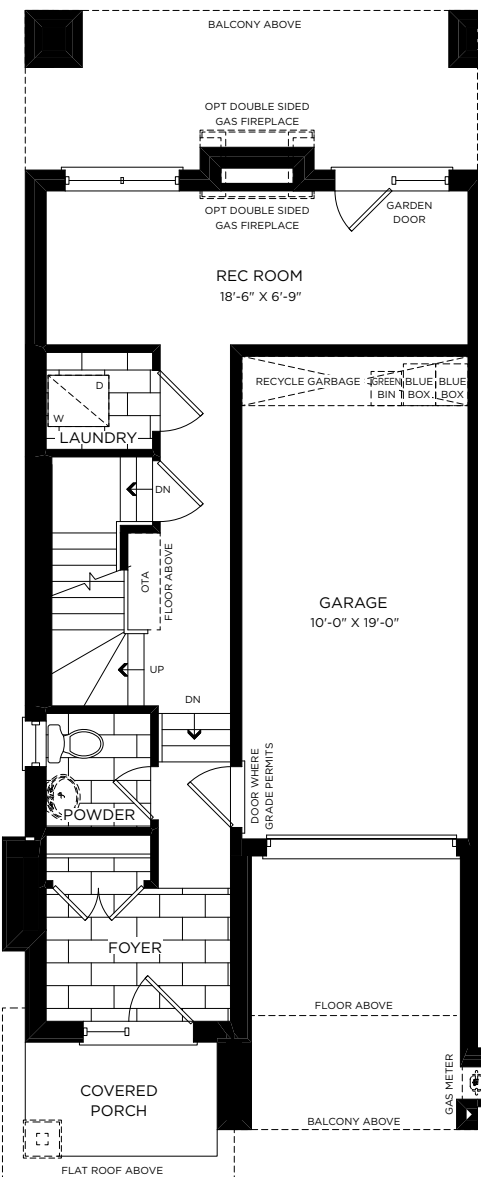 BALCONY ABOVE
OPT DOUBLE SIDED
GAS FIREPLACE
OPT DOUBLE SIDED
GAS FIREPLACE
GARDEN
DOOR
REC ROOM
18'-6" X 6'-9"
RECYCLE GARBAGE
GREEN
BIN
BLUE
BOX
BLUE
BOX
D
W
LAUNDRY
DN
OTA
FLOOR ABOVE
GARAGE
10'-0" X 19'-0"
UP
DN
DOOR WHERE
GRADE PERMITS
POWDER
FOYER
FLOOR ABOVE
GAS METER
COVERED
PORCH
BALCONY ABOVE
FLAT ROOF ABOVE